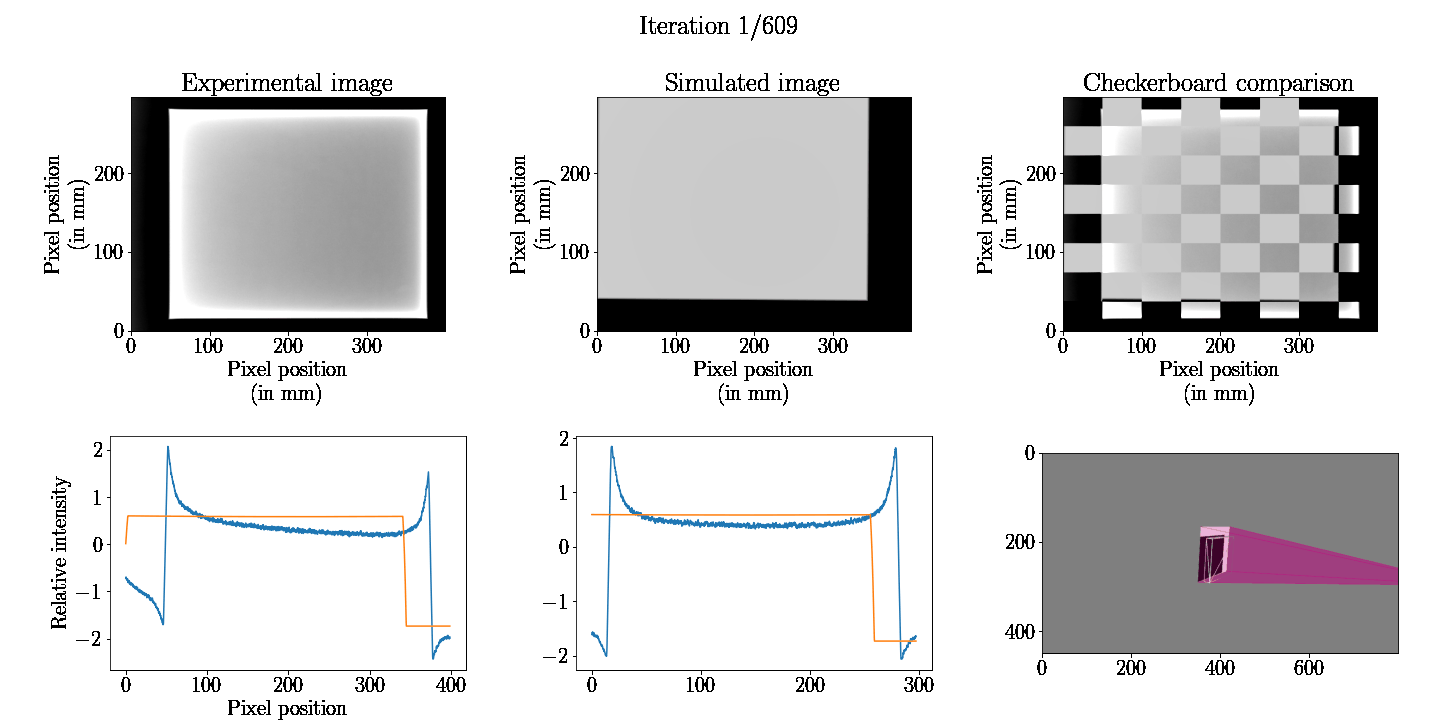 Iteration 1/609
Experimental image
Simulated image
Checkerboard comparison
Pixel position
(in mm)
200
100
0
0 100 200 300
Pixel position
(in mm)
Pixel position
(in mm)
200
100
0
0 100 200 300
Pixel position
(in mm)
Pixel position
(in mm)
200
100
0
0 100 200 300
Pixel position
(in mm)
Relative intensity
2
1
0
−1
−2
0 100 200 300 400
Pixel position
2
1
0
−1
−2
0 100 200 300
0
200
400
0 200 400 600